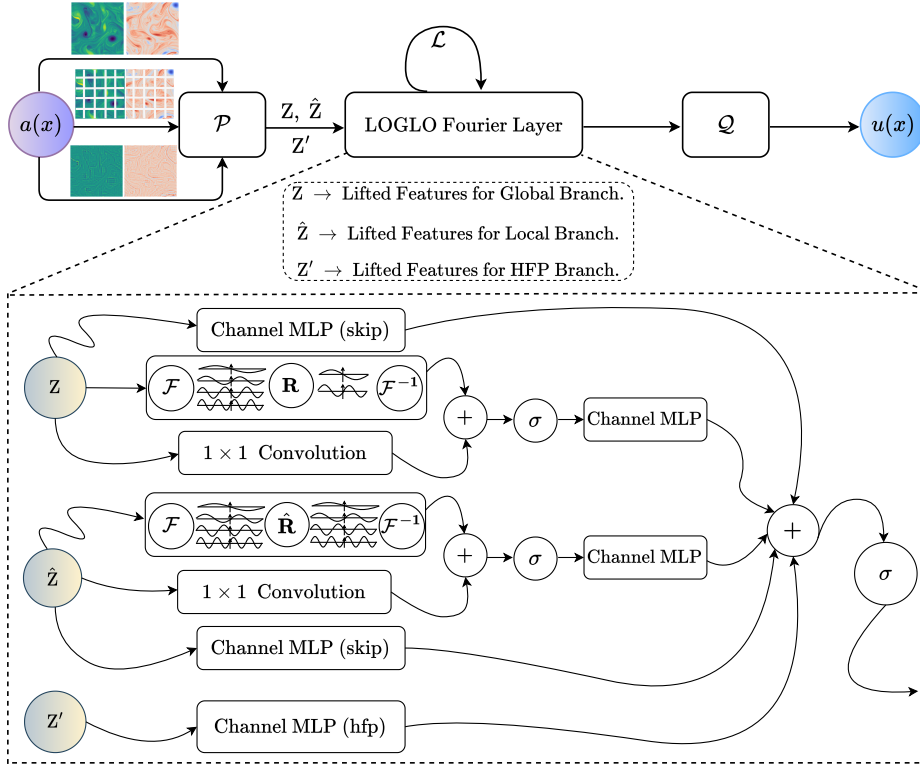 ℒ
a(x)
𝒫
Z, Ẑ
Z′
LOGLO Fourier Layer
𝒬
u(x)
Z → Lifted Features for Global Branch.
Ẑ → Lifted Features for Local Branch.
Z′ → Lifted Features for HFP Branch.
Channel MLP (skip)
Z
ℱ
R
ℱ⁻¹
+
σ
Channel MLP
1 × 1 Convolution
ℱ
R̂
ℱ⁻¹
+
σ
Channel MLP
+
σ
Ẑ
1 × 1 Convolution
Channel MLP (skip)
Z′
Channel MLP (hfp)